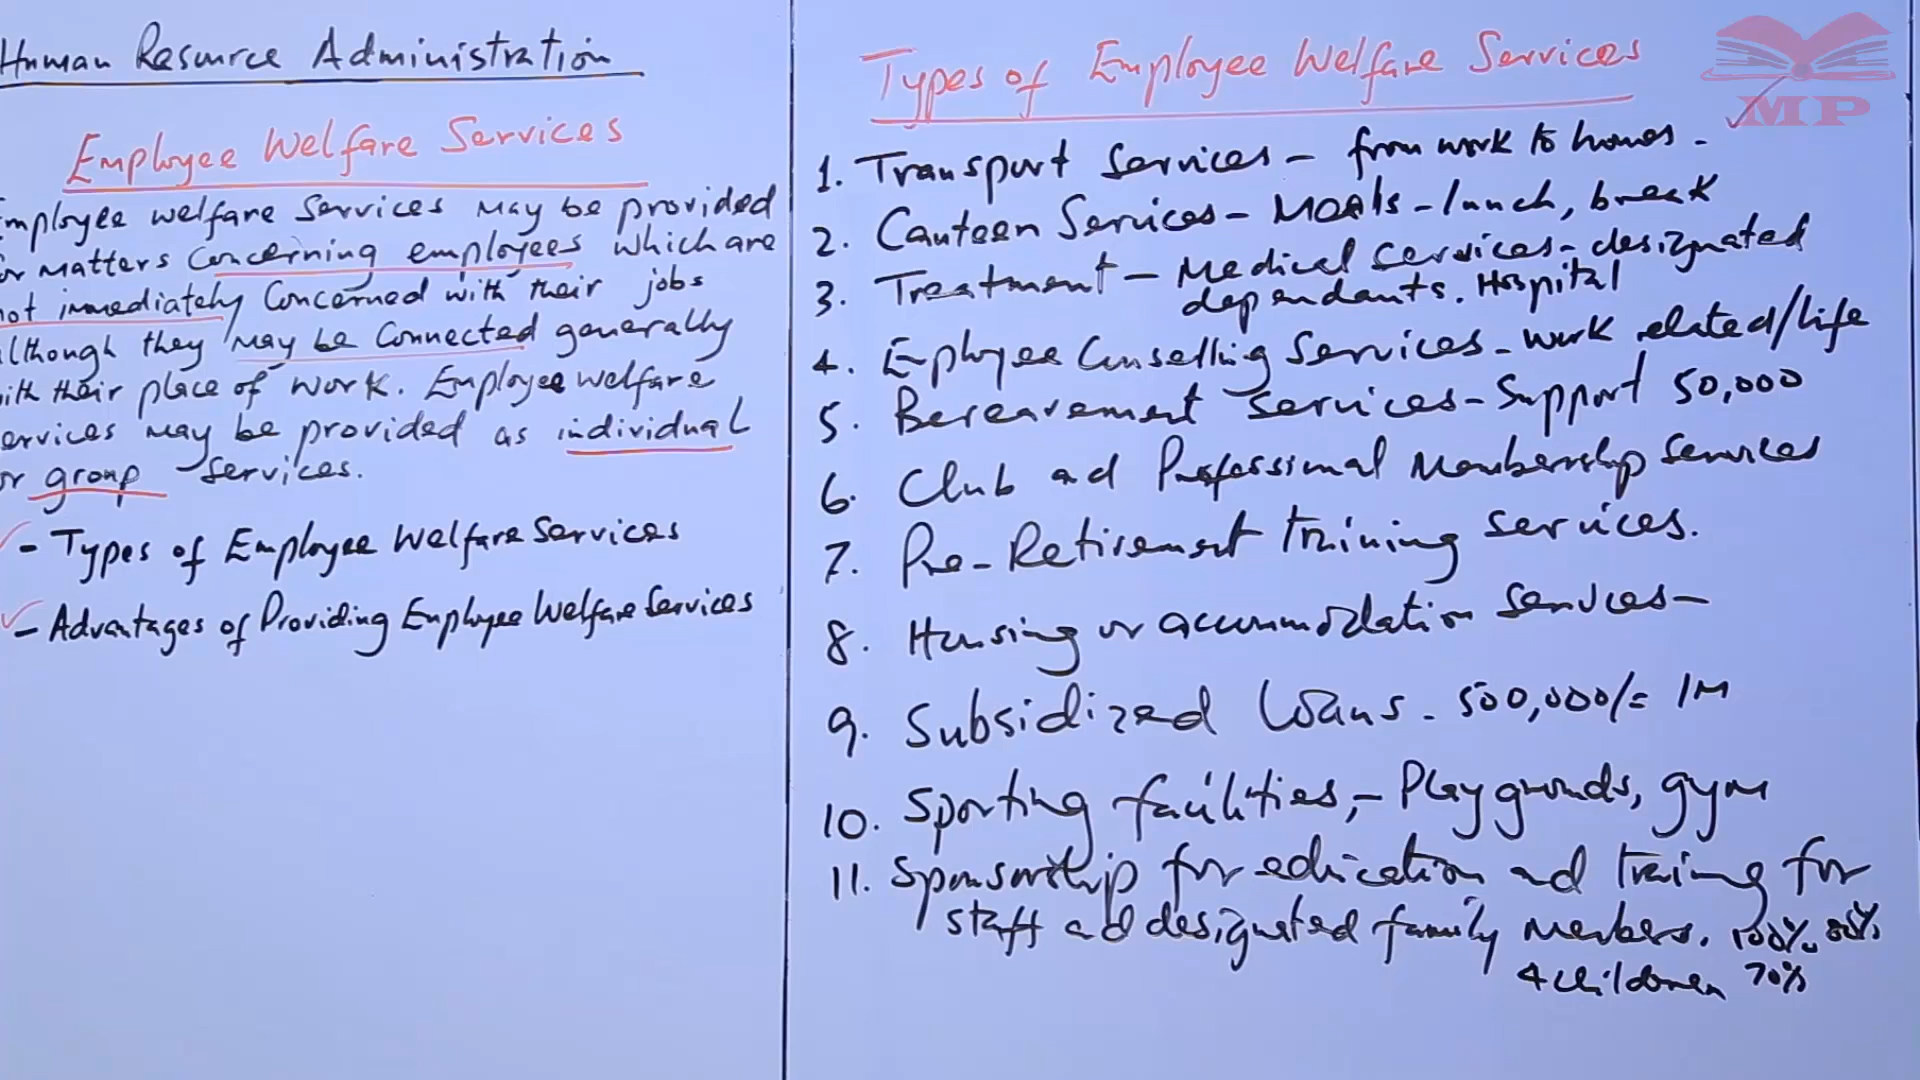 Human Resource Administration
Employee Welfare Services
mployee welfare services may be provided
or matters concerning employees which are
not immediately concerned with their jobs
lthough they may be connected generally
ith their place of work. Employee welfare
ervices may be provided as individual
or group services.
- Types of Employee Welfare Services
- Advantages of Providing Employee Welfare Services
Types of Employee Welfare Services
1. Transport Services - from work to homes.
2. Canteen Services - Meals - lunch, break
3. Treatment - Medical services - designated
dependants. Hospital
4. Employee Counselling Services - work related/life
5. Bereavement Services - Support 50,000
6. Club and Professional Membership Services
7. Pre-Retirement training services.
8. Housing or accommodation services -
9. Subsidized loans - 500,000/= 1M
10. Sporting facilities, - Playgrounds, gym
11. Sponsorship for education and training for
staff and designated family members. 100%
4 children 70%
MP